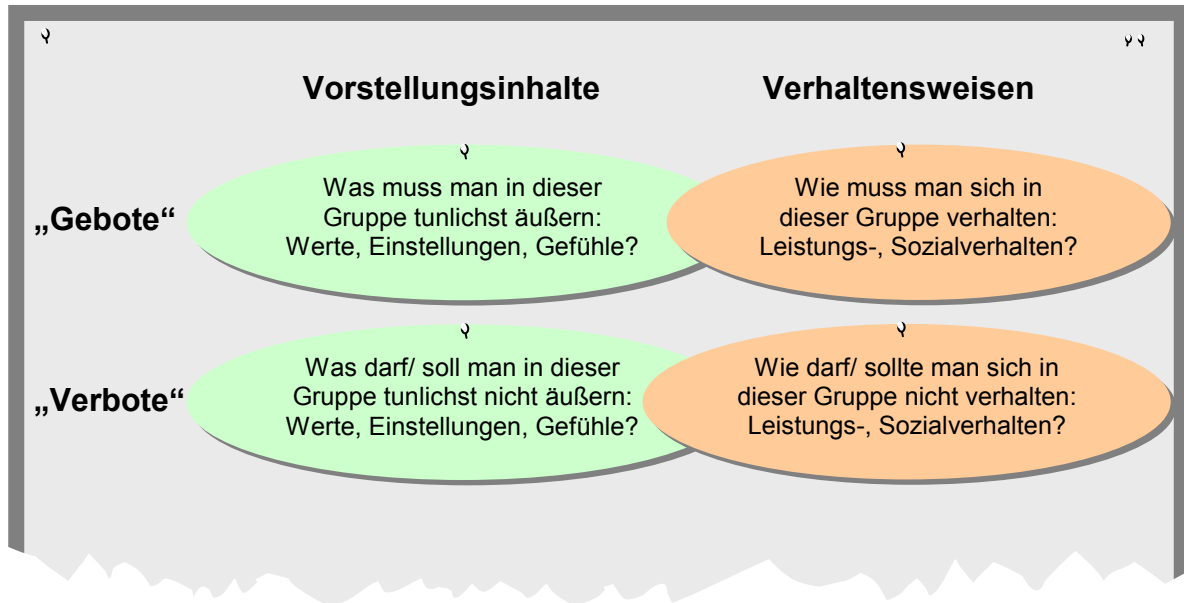 Vorstellungsinhalte
Verhaltensweisen
„Gebote“
Was muss man in dieser
Gruppe tunlichst äußern:
Werte, Einstellungen, Gefühle?
Wie muss man sich in
dieser Gruppe verhalten:
Leistungs-, Sozialverhalten?
„Verbote“
Was darf/ soll man in dieser
Gruppe tunlichst nicht äußern:
Werte, Einstellungen, Gefühle?
Wie darf/ sollte man sich in
dieser Gruppe nicht verhalten:
Leistungs-, Sozialverhalten?